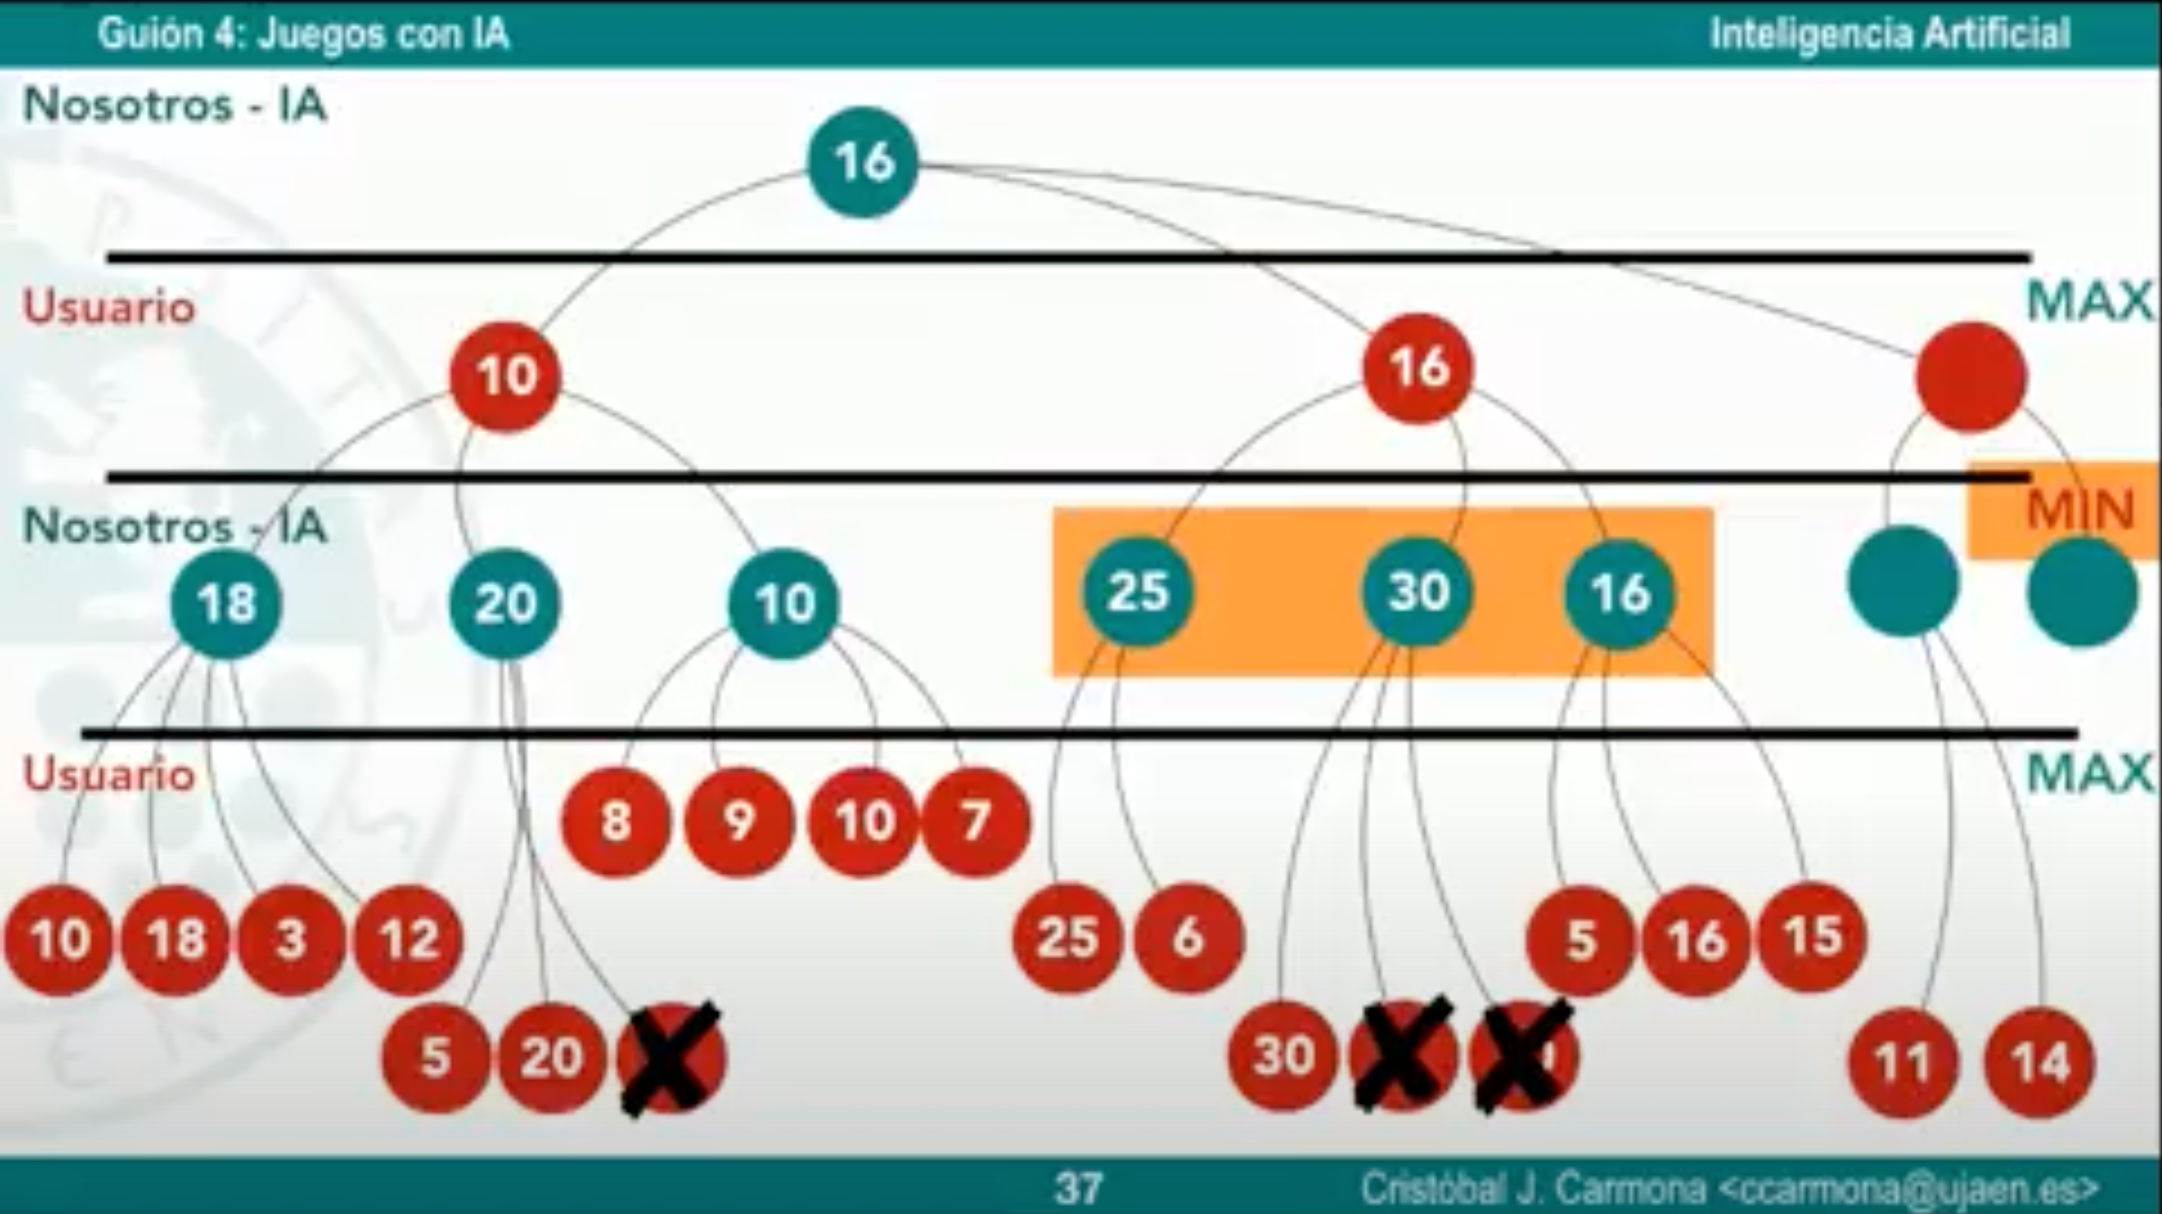 Guión 4: Juegos con IA
Inteligencia Artificial
Nosotros - IA
16
Usuario
MAX
10
16
Nosotros - IA
MIN
18
20
10
25
30
16
Usuario
MAX
8
9
10
7
10
18
3
12
25
6
5
16
15
5
20
30
11
14
37
Cristóbal J. Carmona <ccarmona@ujaen.es>